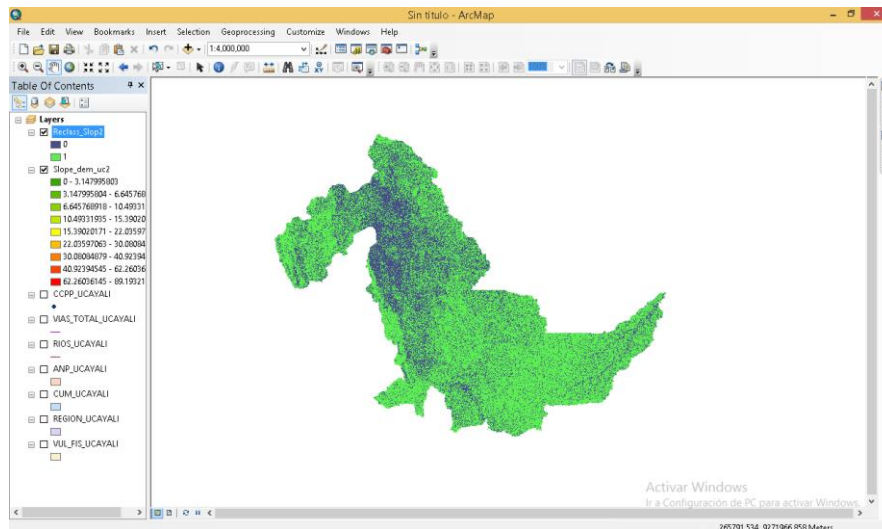 Sin título - ArcMap
File Edit View Bookmarks Insert Selection Geoprocessing Customize Windows Help
1:4,000,000
Table Of Contents
Layers
Reclass_Slop2
0
1
Slope_dem_uc2
0 - 3.147995803
3.147995804 - 6.645768
6.645768918 - 10.49331
10.49331935 - 15.39020
15.39020171 - 22.03597
22.03597063 - 30.08084
30.08084879 - 40.92394
40.92394545 - 62.26036
62.26036145 - 89.19321
CCPP_UCAYALI
VIAS_TOTAL_UCAYALI
RIOS_UCAYALI
ANP_UCAYALI
CUM_UCAYALI
REGION_UCAYALI
VUL_FIS_UCAYALI
Activar Windows
Ir a Configuración de PC para activar Windows.
265791.534 9271966.858 Meters